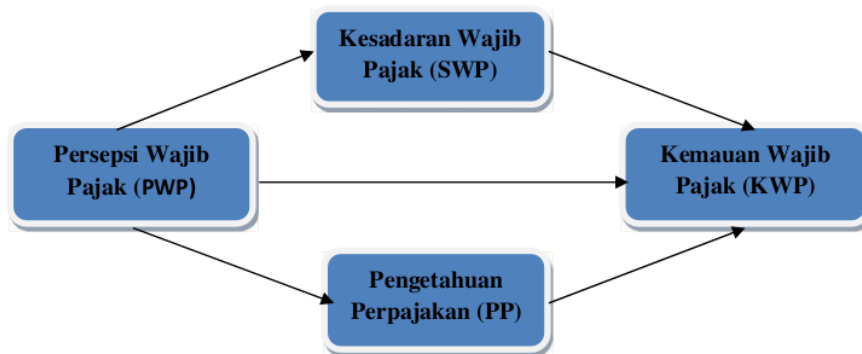 Kesadaran Wajib
Pajak (SWP)
Persepsi Wajib
Pajak (PWP)
Kemauan Wajib
Pajak (KWP)
Pengetahuan
Perpajakan (PP)